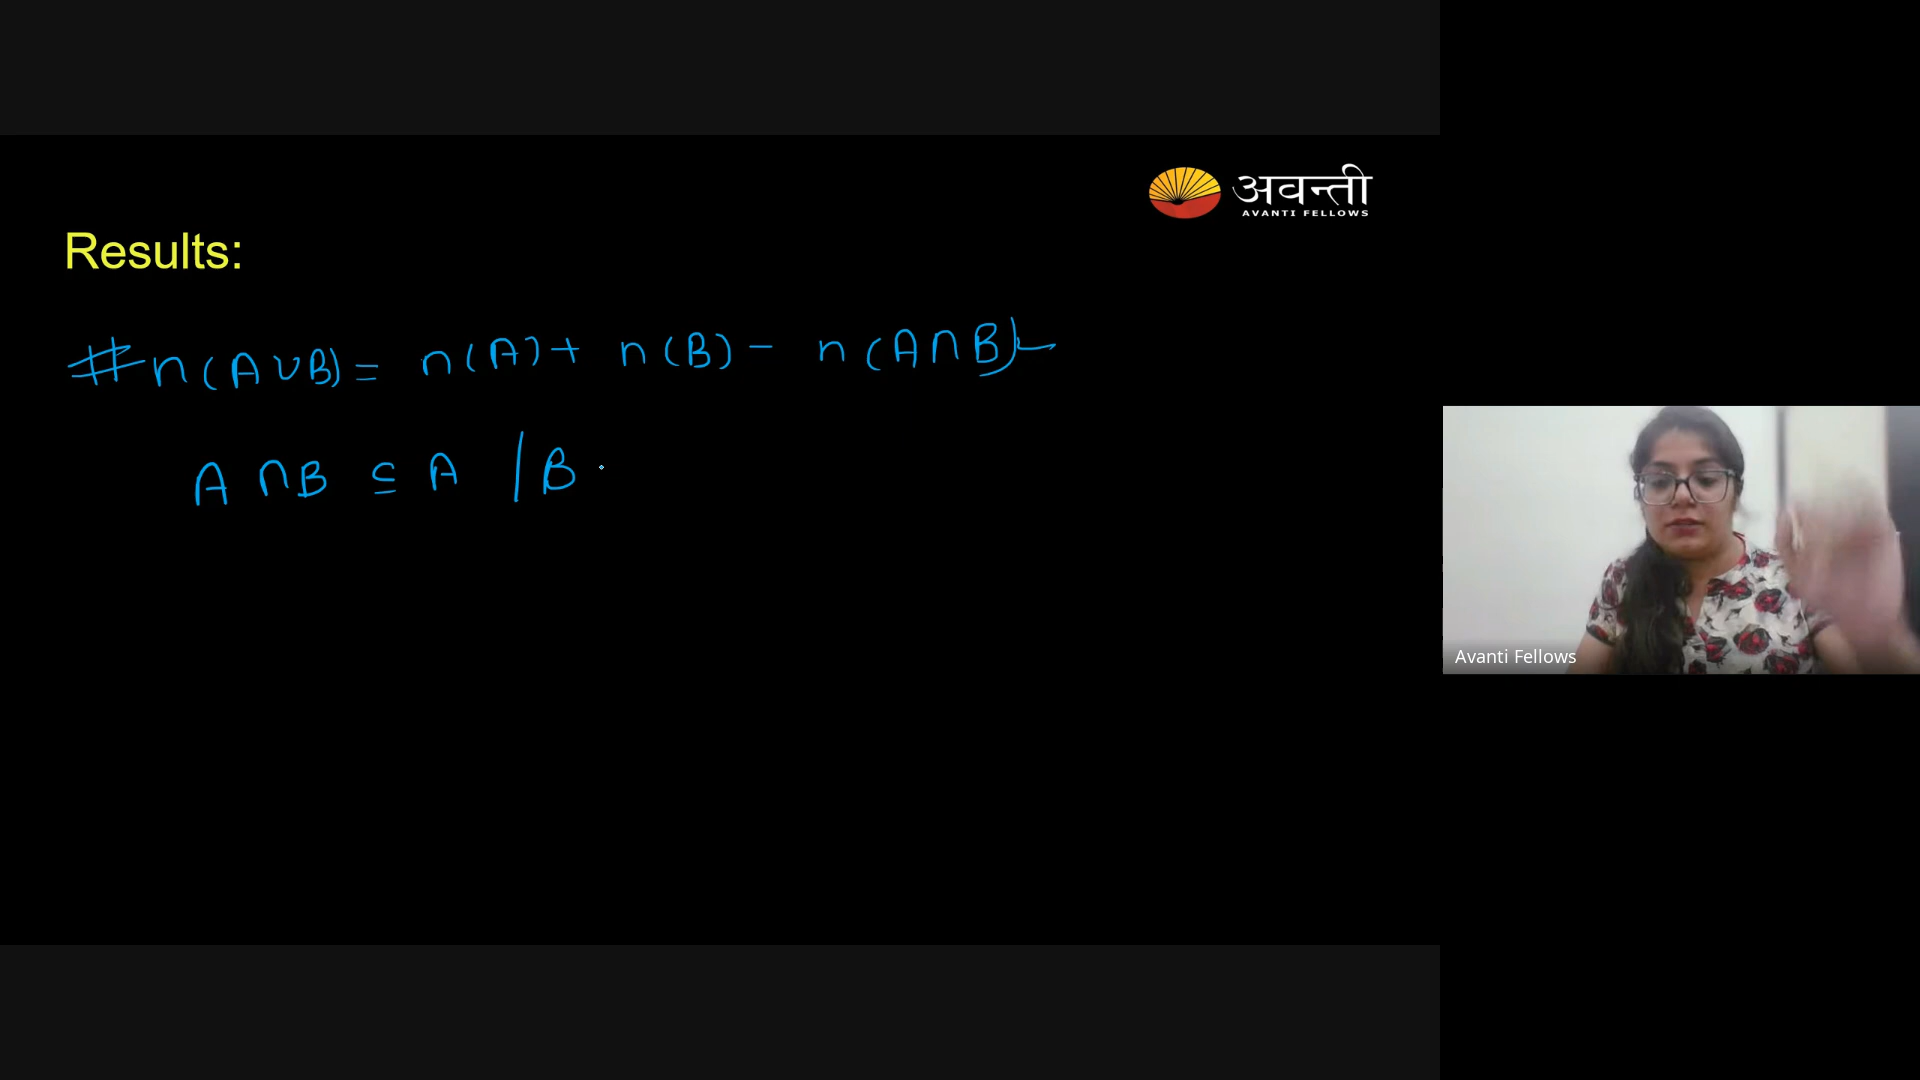 अवन्ती
AVANTI FELLOWS
Results:
#n(A∪B) = n(A) + n(B) - n(A∩B)
A∩B ⊆ A / B
Avanti Fellows